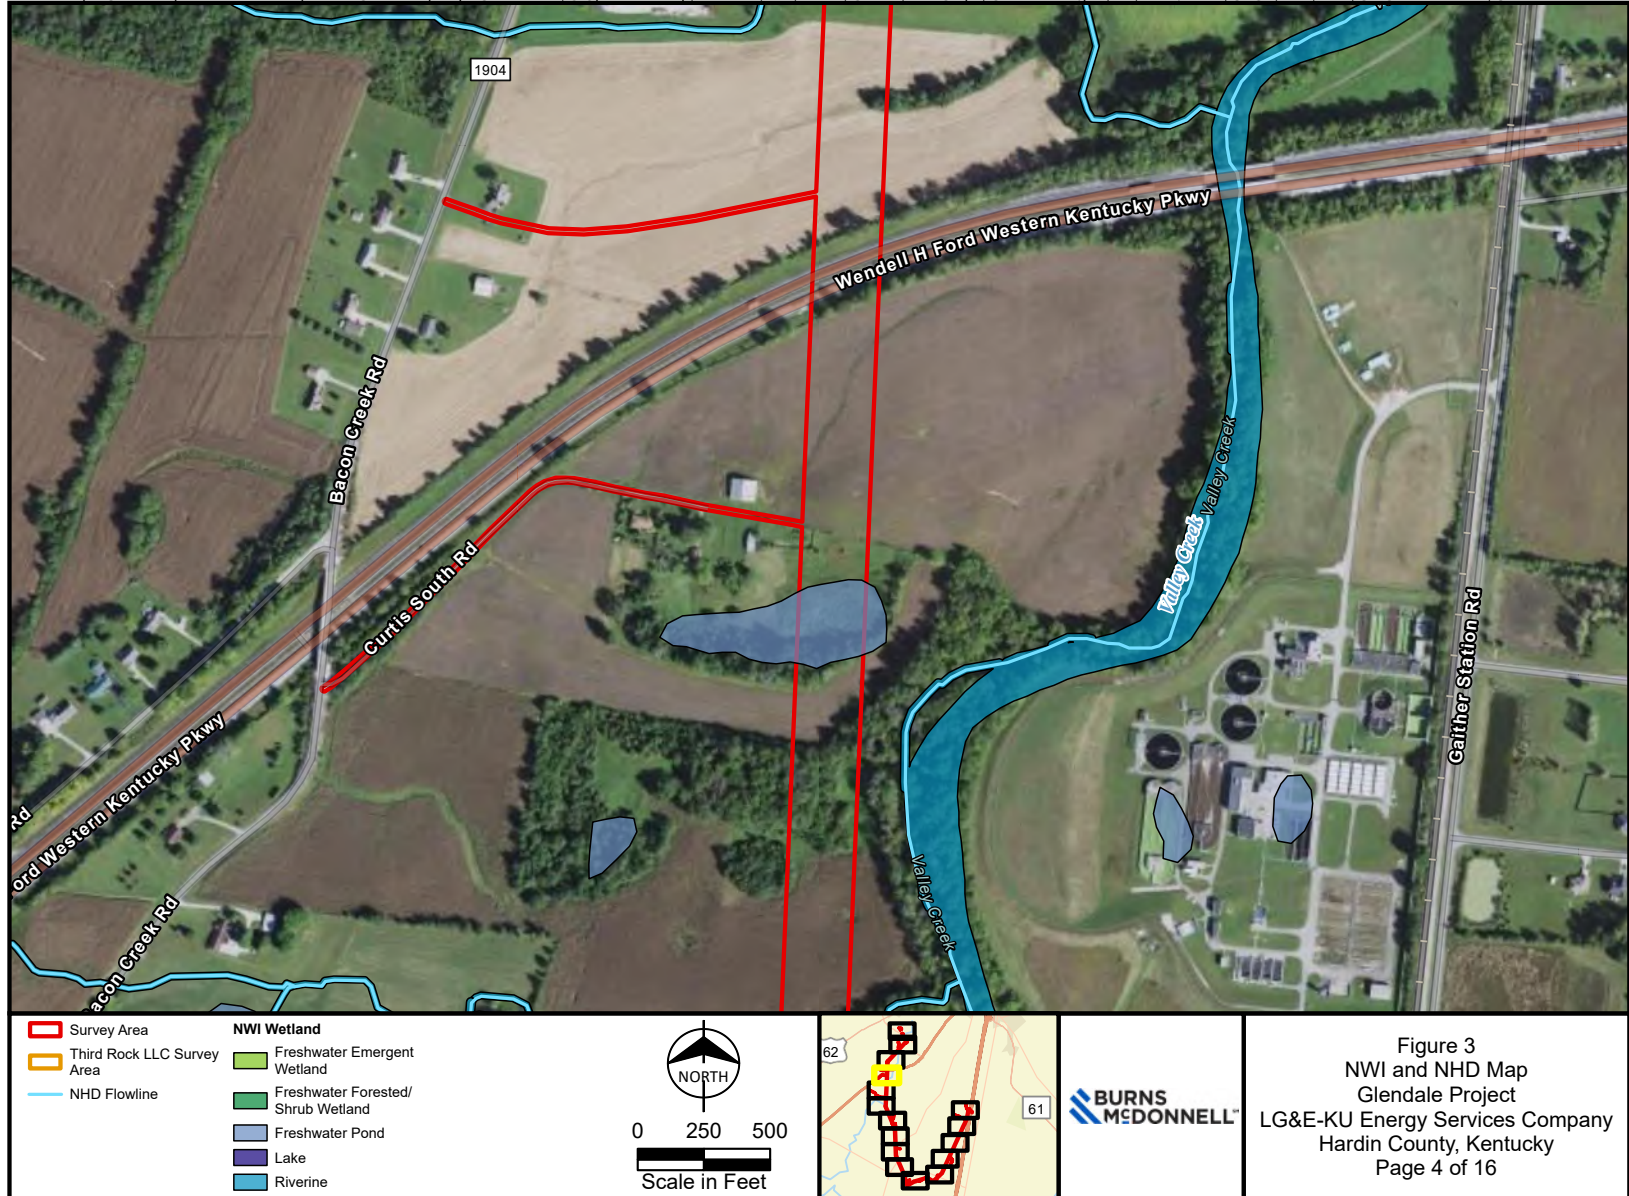 1904
Wendell H Ford Western Kentucky Pkwy
Bacon Creek Rd
Valley Creek
Valley Creek
Curtis South Rd
Gaither Station Rd
Rd
ord Western Kentucky Pkwy
Valley Creek
acon Creek Rd
Survey Area
Third Rock LLC Survey
Area
NHD Flowline
NWI Wetland
Freshwater Emergent
Wetland
Freshwater Forested/
Shrub Wetland
Freshwater Pond
Lake
Riverine
NORTH
0 250 500
Scale in Feet
62
61
BURNS
McDONNELL
Figure 3
NWI and NHD Map
Glendale Project
LG&E-KU Energy Services Company
Hardin County, Kentucky
Page 4 of 16